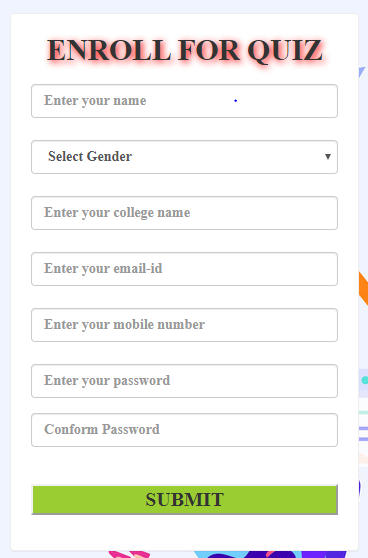 ENROLL FOR QUIZ
Enter your name
Select Gender
Enter your college name
Enter your email-id
Enter your mobile number
Enter your password
Conform Password
SUBMIT